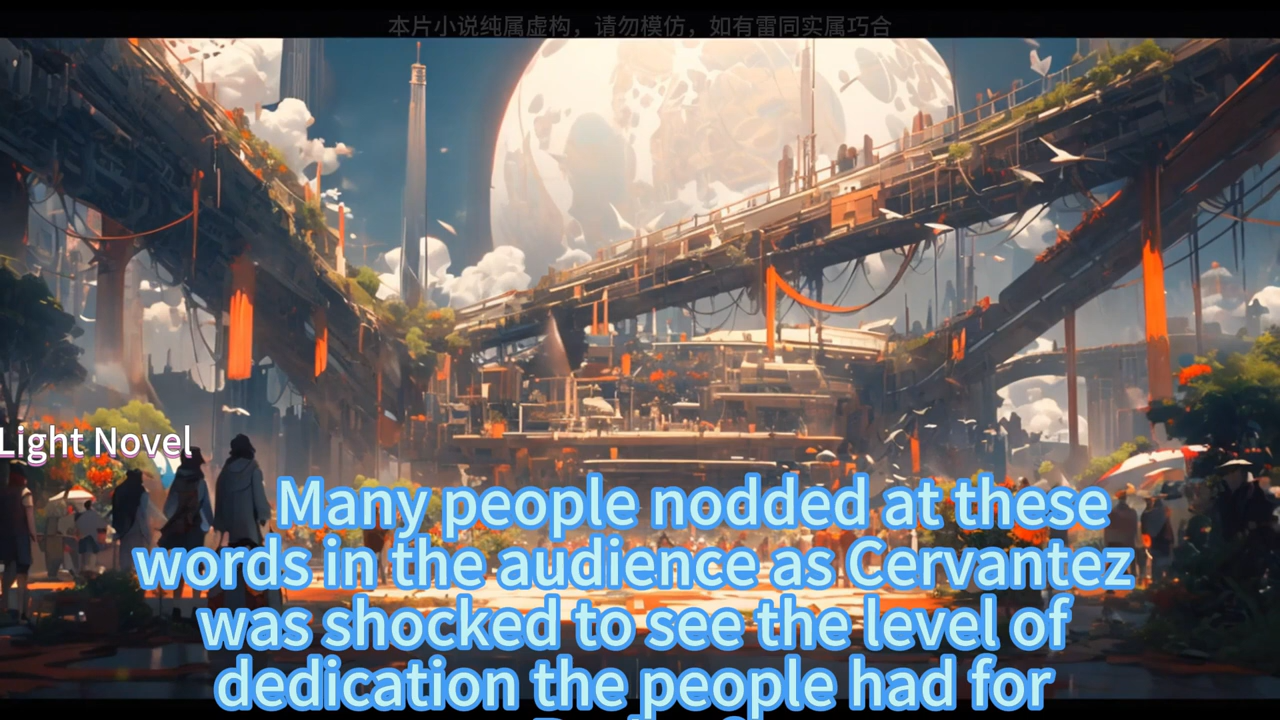 本片小说纯属虚构，请勿模仿，如有雷同实属巧合
Light Novel
Many people nodded at these
words in the audience as Cervantez
was shocked to see the level of
dedication the people had for